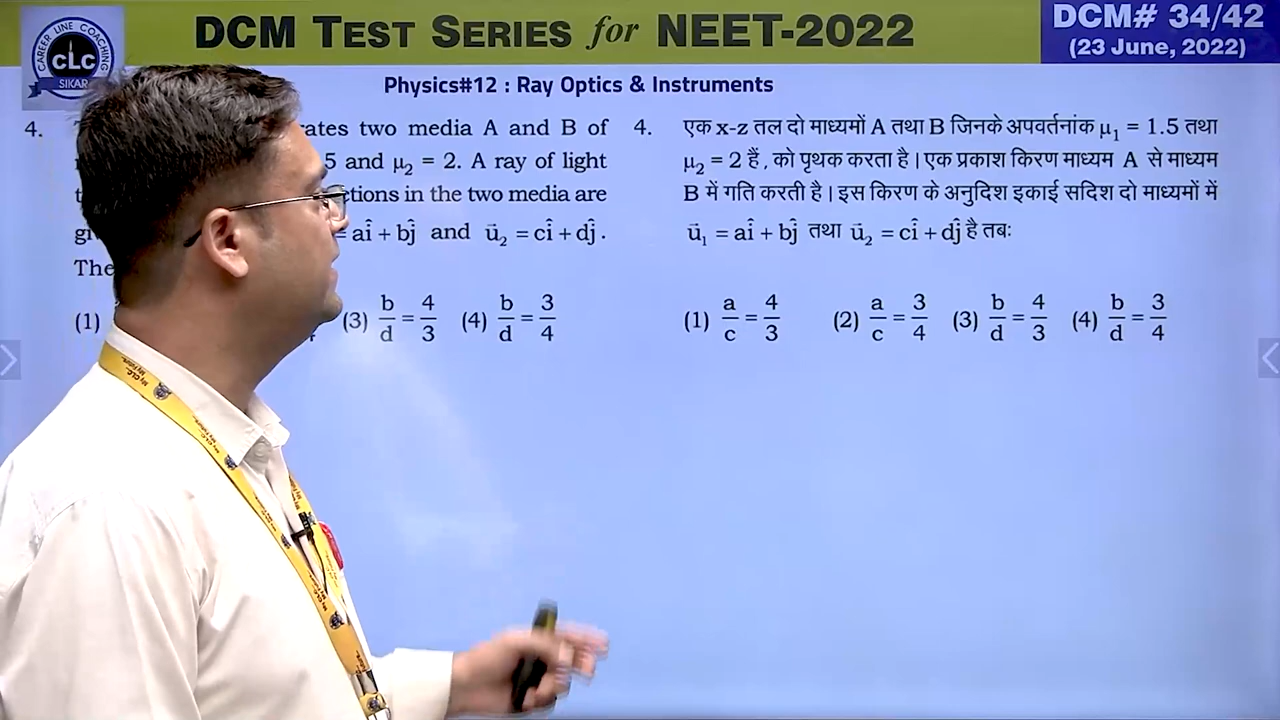 DCM TEST SERIES for NEET-2022
DCM# 34/42
(23 June, 2022)
CAREER LINE COACHING
CLC
SIKAR
Physics#12 : Ray Optics & Instruments
4.
ates two media A and B of
5 and μ₂ = 2. A ray of light
ctions in the two media are
= aî + bĵ and u⃗₂ = cî + dĵ.
The
(1) (3) b/d = 4/3 (4) b/d = 3/4
4. एक x-z तल दो माध्यमों A तथा B जिनके अपवर्तनांक μ₁ = 1.5 तथा
μ₂ = 2 हैं, को पृथक करता है। एक प्रकाश किरण माध्यम A से माध्यम
B में गति करती है। इस किरण के अनुदिश इकाई सदिश दो माध्यमों में
u⃗₁ = aî + bĵ तथा u⃗₂ = cî + dĵ है तबः
(1) a/c = 4/3 (2) a/c = 3/4 (3) b/d = 4/3 (4) b/d = 3/4